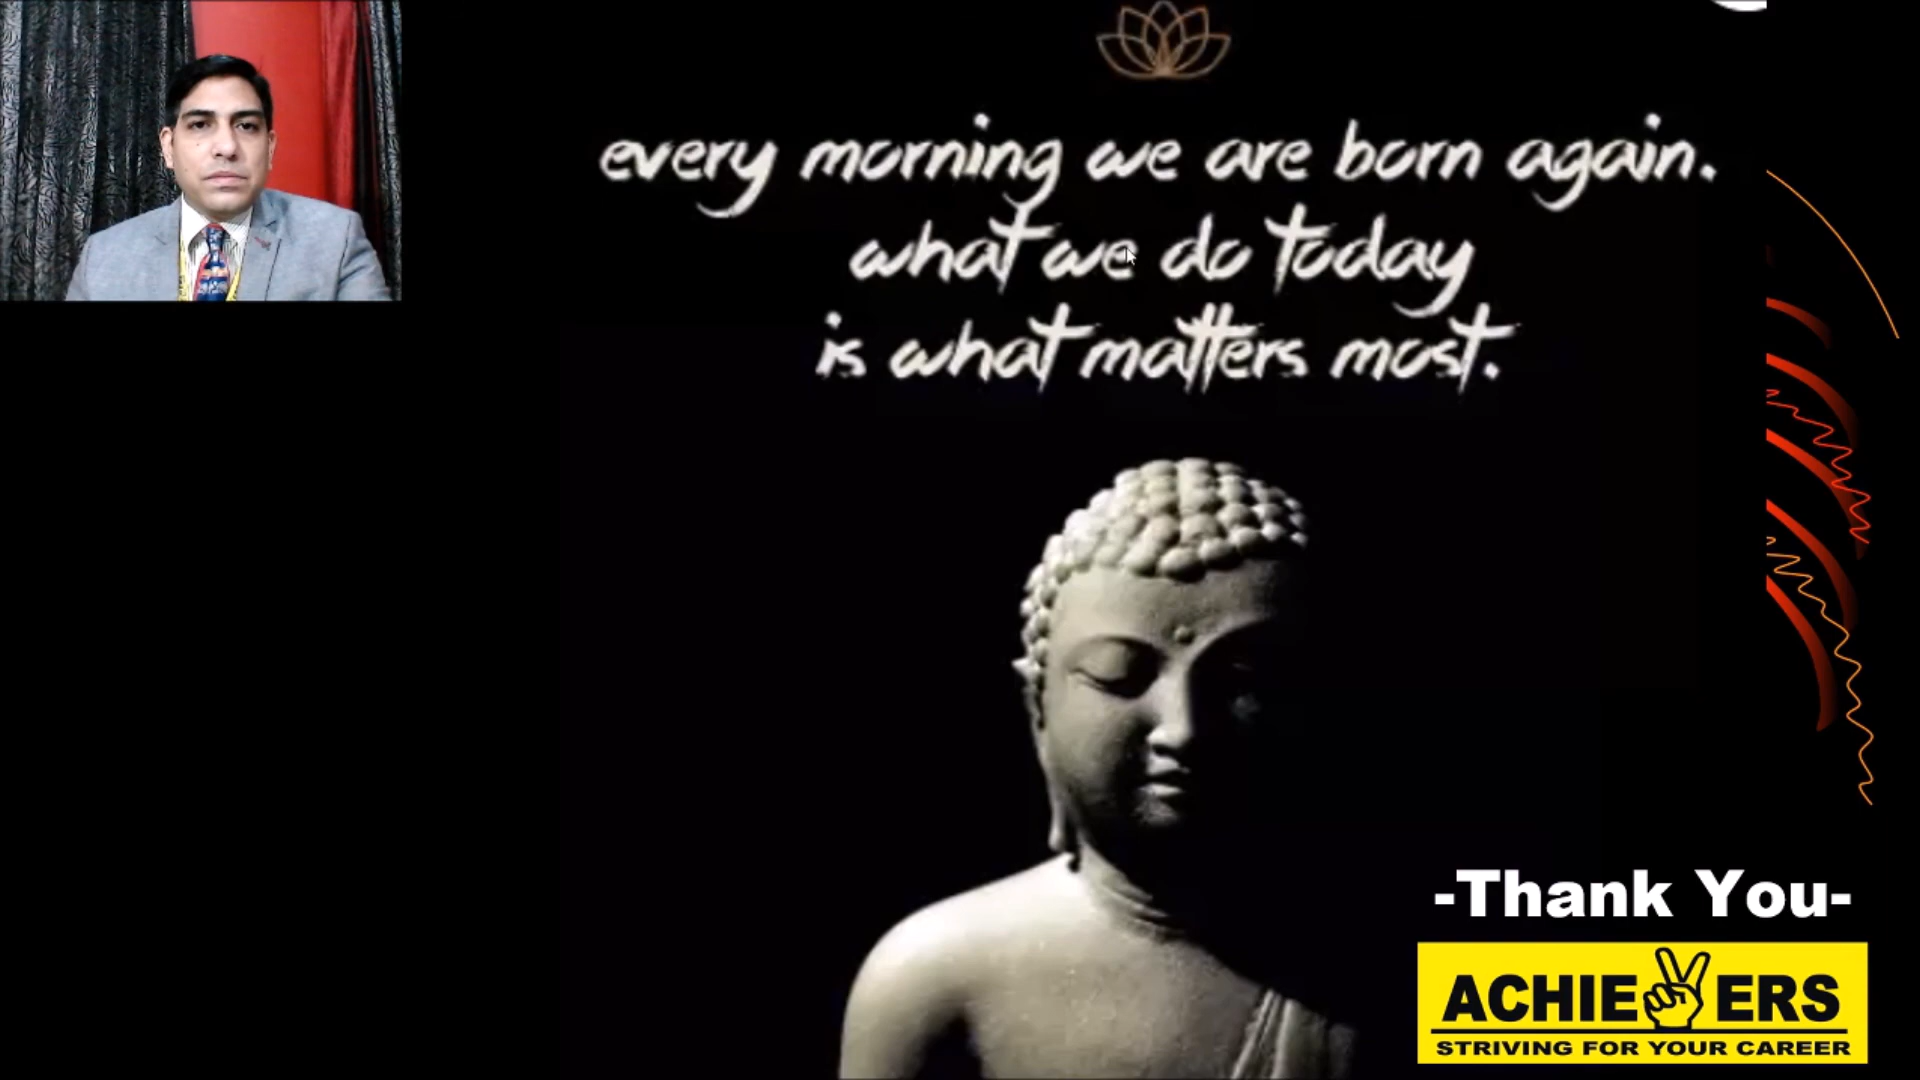 every morning we are born again.
what we do today
is what matters most.
-Thank You-
ACHIEVERS
STRIVING FOR YOUR CAREER